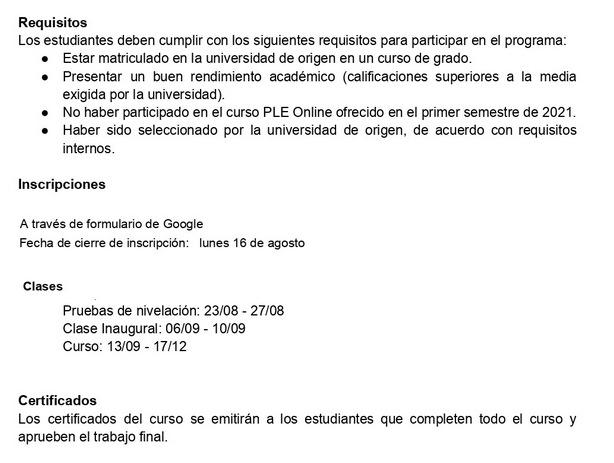 Requisitos
Los estudiantes deben cumplir con los siguientes requisitos para participar en el programa:
● Estar matriculado en la universidad de origen en un curso de grado.
● Presentar un buen rendimiento académico (calificaciones superiores a la media
exigida por la universidad).
● No haber participado en el curso PLE Online ofrecido en el primer semestre de 2021.
● Haber sido seleccionado por la universidad de origen, de acuerdo con requisitos
internos.
Inscripciones
A través de formulario de Google
Fecha de cierre de inscripción: lunes 16 de agosto
Clases
Pruebas de nivelación: 23/08 - 27/08
Clase Inaugural: 06/09 - 10/09
Curso: 13/09 - 17/12
Certificados
Los certificados del curso se emitirán a los estudiantes que completen todo el curso y
aprueben el trabajo final.